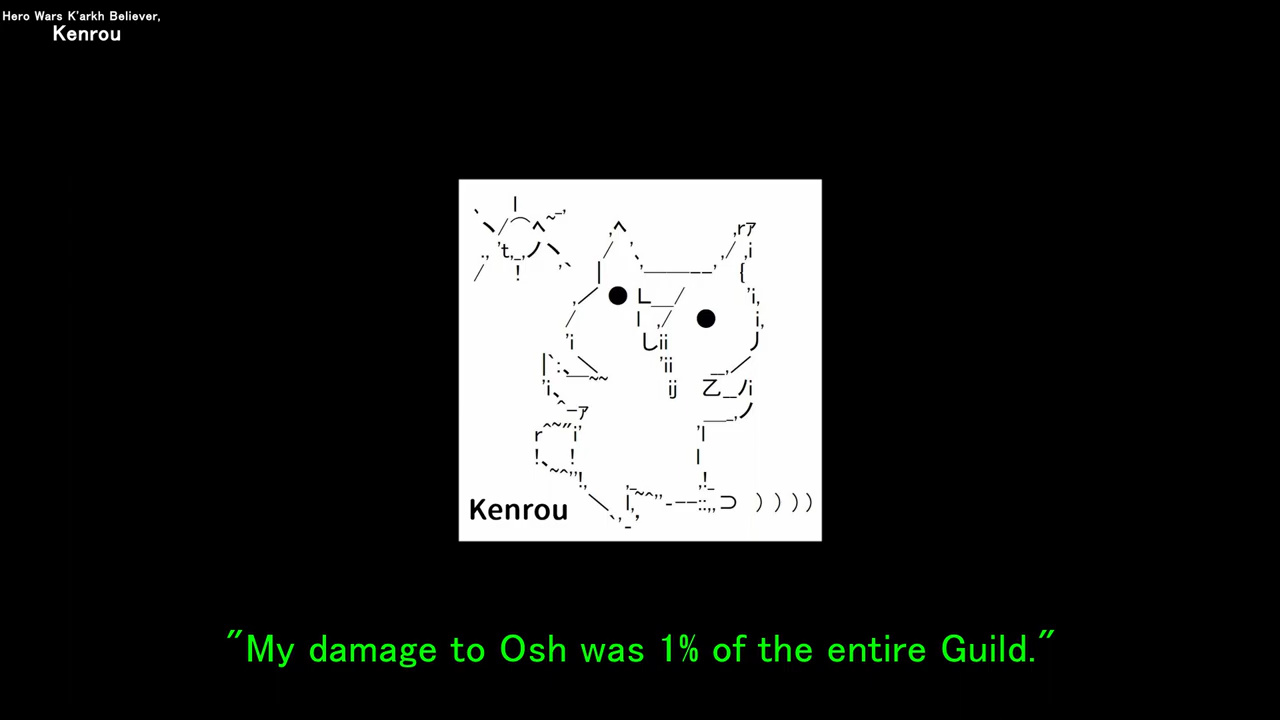 Hero Wars K'arkh Believer,
Kenrou
Kenrou
"My damage to Osh was 1% of the entire Guild."